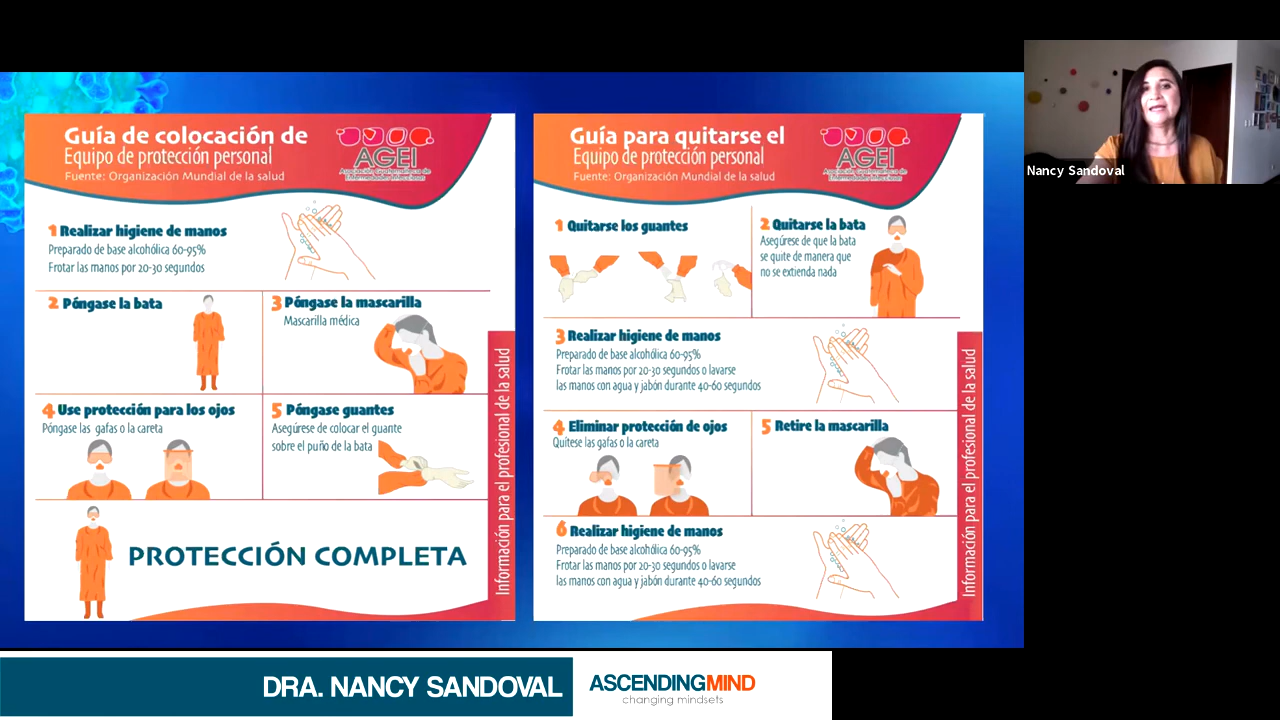 Guía de colocación de
Equipo de protección personal
Fuente: Organización Mundial de la salud
AGEI
Asociación Guatemalteca de
Enfermedades Infecciosas
1 Realizar higiene de manos
Preparado de base alcohólica 60-95%
Frotar las manos por 20-30 segundos
2 Póngase la bata
3 Póngase la mascarilla
Mascarilla médica
4 Use protección para los ojos
Póngase las gafas o la careta
5 Póngase guantes
Asegúrese de colocar el guante
sobre el puño de la bata
PROTECCIÓN COMPLETA
Información para el profesional de la salud
Guía para quitarse el
Equipo de protección personal
Fuente: Organización Mundial de la salud
AGEI
Asociación Guatemalteca de
Enfermedades Infecciosas
1 Quitarse los guantes
2 Quitarse la bata
Asegúrese de que la bata
se quite de manera que
no se extienda nada
3 Realizar higiene de manos
Preparado de base alcohólica 60-95%
Frotar las manos por 20-30 segundos o lavarse
las manos con agua y jabón durante 40-60 segundos
4 Eliminar protección de ojos
Quítese las gafas o la careta
5 Retire la mascarilla
6 Realizar higiene de manos
Preparado de base alcohólica 60-95%
Frotar las manos por 20-30 segundos o lavarse
las manos con agua y jabón durante 40-60 segundos
Información para el profesional de la salud
Nancy Sandoval
DRA. NANCY SANDOVAL
ASCENDINGMIND
changing mindsets